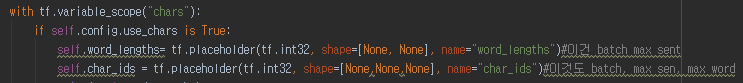 with tf.variable_scope("chars"):
if self.config.use_chars is True:
self.word_lengths= tf.placeholder(tf.int32, shape=[None, None], name="word_lengths")#이건 batch max sent
self.char_ids = tf.placeholder(tf.int32, shape=[None,None,None], name="char_ids")#이것도 batch, max sen, max word